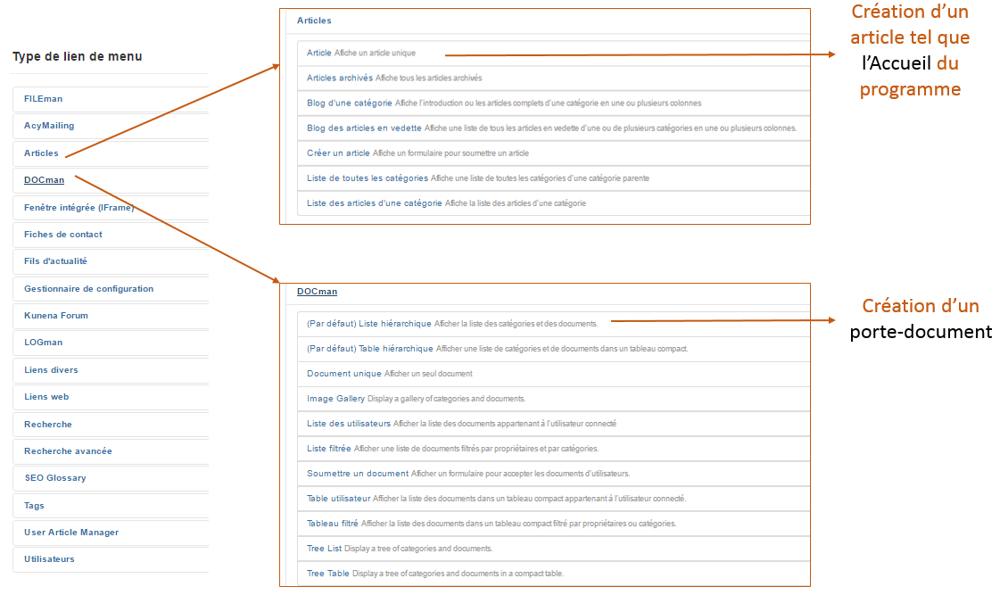 Type de lien de menu
FILEman
AcyMailing
Articles
DOCman
Fenêtre intégrée (IFrame)
Fiches de contact
Fils d'actualité
Gestionnaire de configuration
Kunena Forum
LOGman
Liens divers
Liens web
Recherche
Recherche avancée
SEO Glossary
Tags
User Article Manager
Utilisateurs
Articles
Article Affiche un article unique
Articles archivés Affiche tous les articles archivés
Blog d'une catégorie Affiche l'introduction ou les articles complets d'une catégorie en une ou plusieurs colonnes
Blog des articles en vedette Affiche une liste de tous les articles en vedette d'une ou de plusieurs catégories en une ou plusieurs colonnes.
Créer un article Affiche un formulaire pour soumettre un article
Liste de toutes les catégories Affiche une liste de toutes les catégories d'une catégorie parente
Liste des articles d'une catégorie Affiche la liste des articles d'une catégorie
Création d’un
article tel que
l’Accueil du
programme
DOCman
(Par défaut) Liste hiérarchique Afficher la liste des catégories et des documents.
(Par défaut) Table hiérarchique Afficher une liste de catégories et de documents dans un tableau compact.
Document unique Afficher un seul document
Image Gallery Display a gallery of categories and documents.
Liste des utilisateurs Afficher la liste des documents appartenant à l'utilisateur connecté
Liste filtrée Afficher une liste de documents filtrés par propriétaires et par catégories.
Soumettre un document Afficher un formulaire pour accepter les documents d'utilisateurs.
Table utilisateur Afficher la liste des documents dans un tableau compact appartenant à l'utilisateur connecté.
Tableau filtré Afficher la liste des documents dans un tableau compact filtré par propriétaires ou catégories.
Tree List Display a tree of categories and documents.
Tree Table Display a tree of categories and documents in a compact table.
Création d’un
porte-document